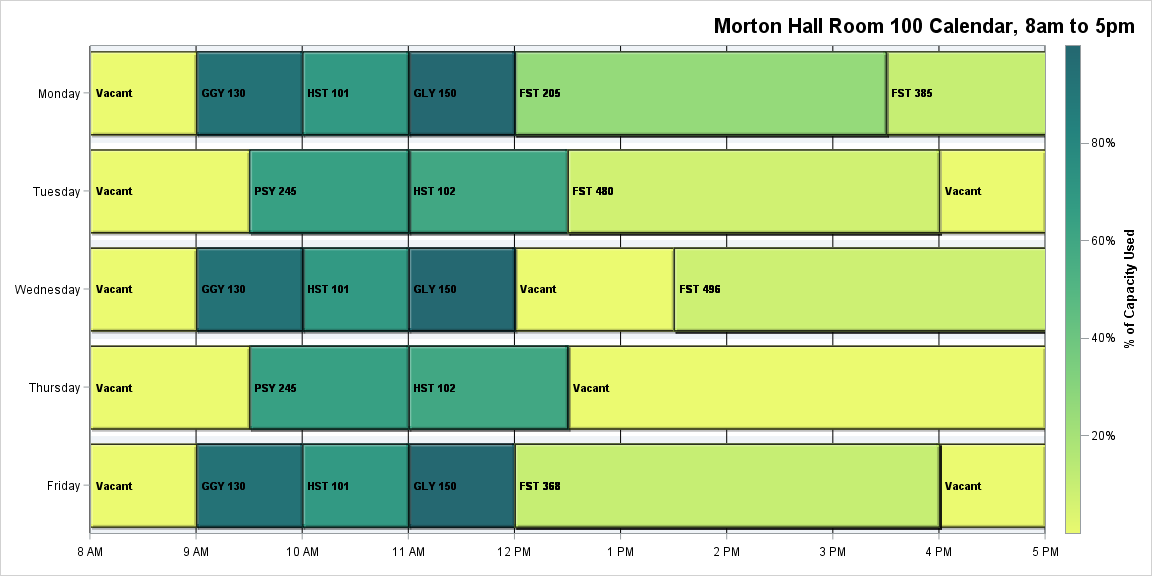 Morton Hall Room 100 Calendar, 8am to 5pm
Monday
Vacant
GGY 130
HST 101
GLY 150
FST 205
FST 385
Tuesday
Vacant
PSY 245
HST 102
FST 480
Vacant
Wednesday
Vacant
GGY 130
HST 101
GLY 150
Vacant
FST 496
Thursday
Vacant
PSY 245
HST 102
Vacant
Friday
Vacant
GGY 130
HST 101
GLY 150
FST 368
Vacant
8 AM
9 AM
10 AM
11 AM
12 PM
1 PM
2 PM
3 PM
4 PM
5 PM
80%
60%
40%
20%
% of Capacity Used